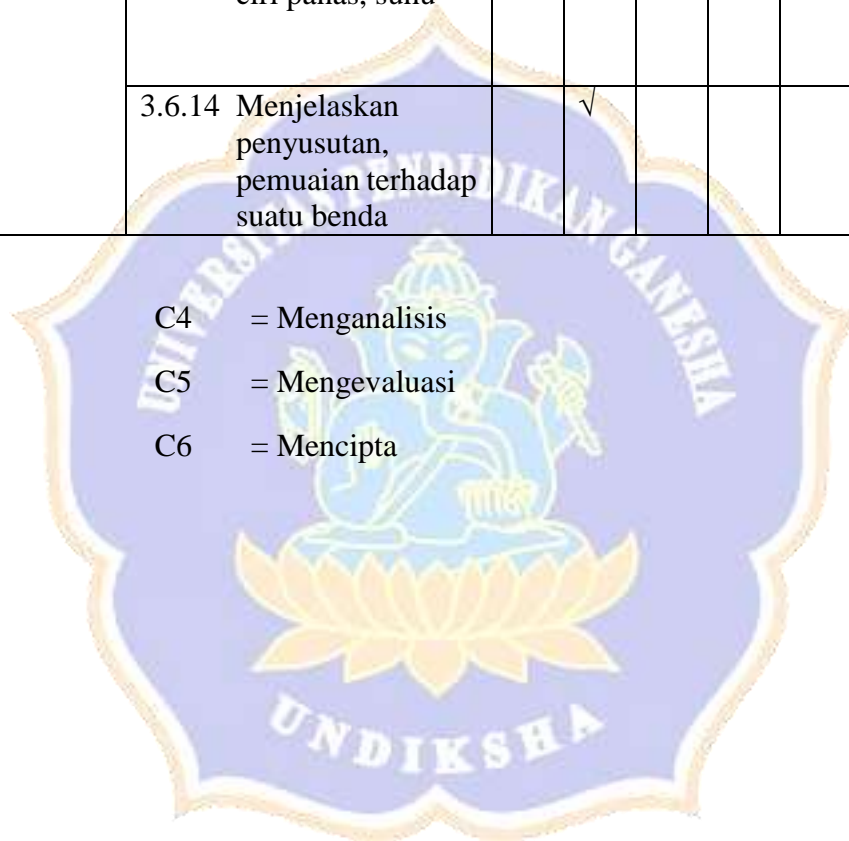 3.6.14 Menjelaskan √
penyusutan,
pemuaian terhadap
suatu benda
C4 = Menganalisis
C5 = Mengevaluasi
C6 = Mencipta
UNIVERSITAS PENDIDIKAN GANESHA
UNDIKSHA